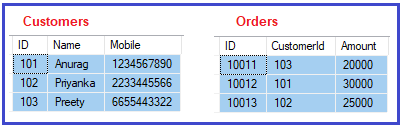 Customers
ID Name Mobile
101 Anurag 1234567890
102 Priyanka 2233445566
103 Preety 6655443322
Orders
ID CustomerId Amount
10011 103 20000
10012 101 30000
10013 102 25000